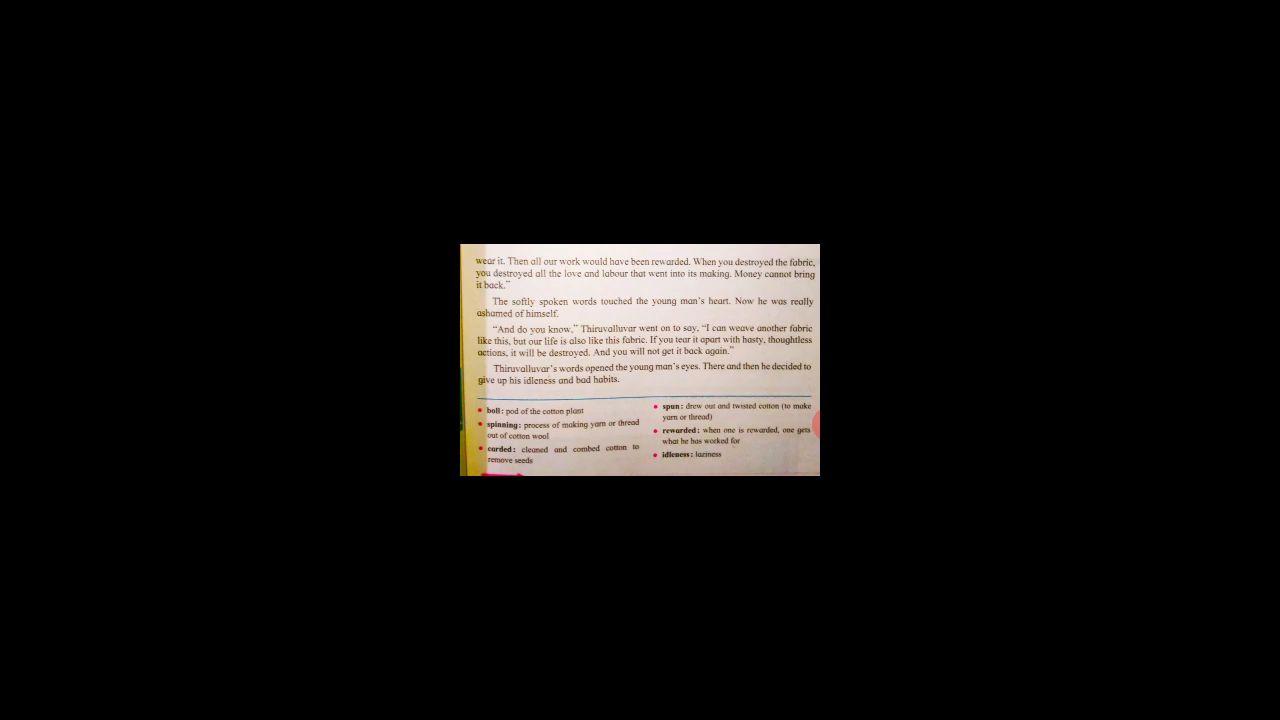 wear it. Then all our work would have been rewarded. When you destroyed the fabric,
you destroyed all the love and labour that went into its making. Money cannot bring
it back."
The softly spoken words touched the young man's heart. Now he was really
ashamed of himself.
"And do you know," Thiruvalluvar went on to say, "I can weave another fabric
like this, but our life is also like this fabric. If you tear it apart with hasty, thoughtless
actions, it will be destroyed. And you will not get it back again."
Thiruvalluvar's words opened the young man's eyes. There and then he decided to
give up his idleness and bad habits.
• boll: pod of the cotton plant
• spinning: process of making yarn or thread
out of cotton wool
• carded: cleaned and combed cotton to
remove seeds
• spun: drew out and twisted cotton (to make
yarn or thread)
• rewarded: when one is rewarded, one gets
what he has worked for
• idleness: laziness